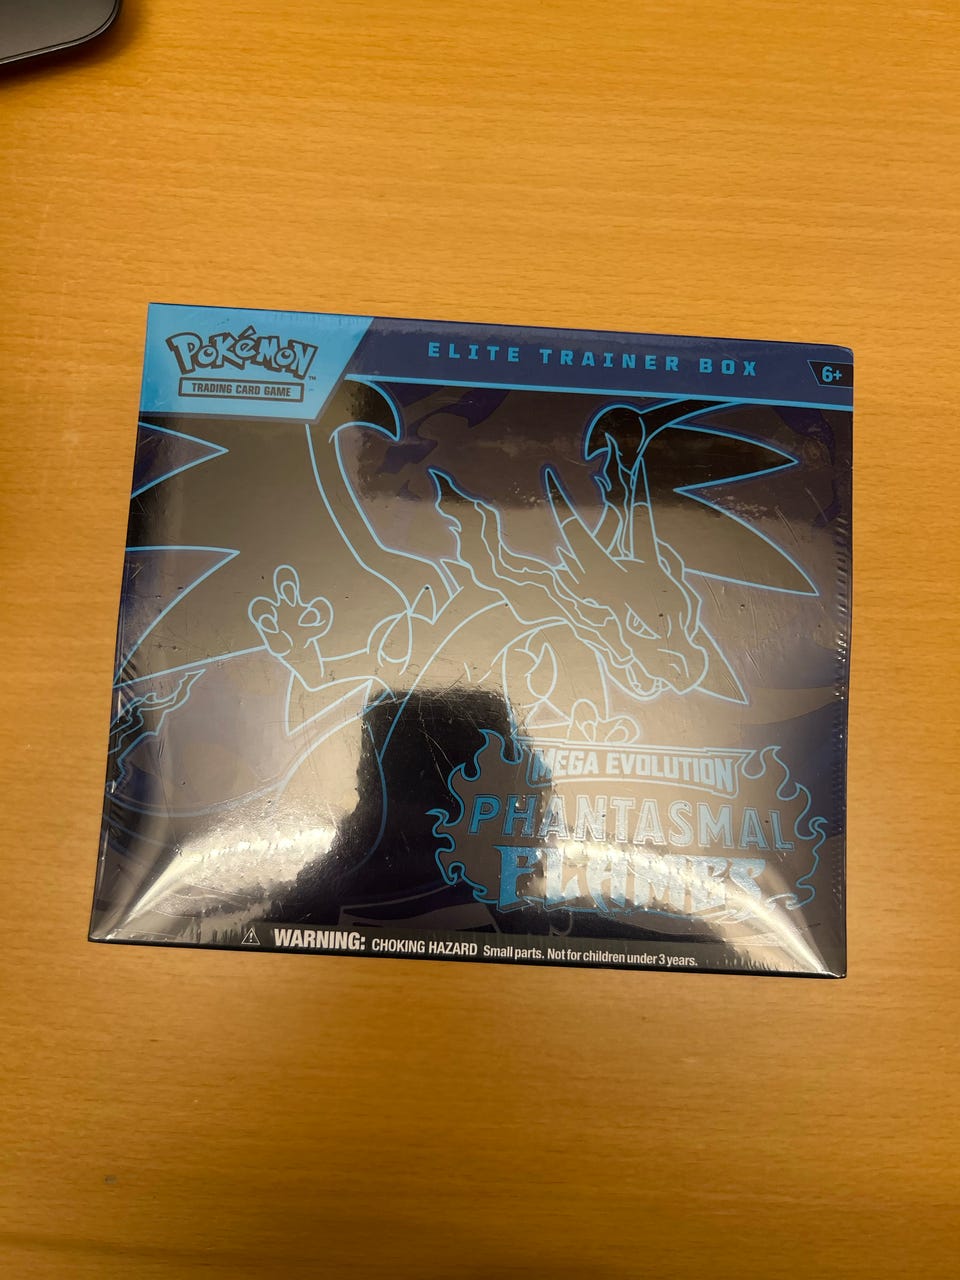 POKéMON
TRADING CARD GAME
ELITE TRAINER BOX
6+
MEGA EVOLUTION
PHANTASMAL
FLAMES
WARNING: CHOKING HAZARD Small parts. Not for children under 3 years.